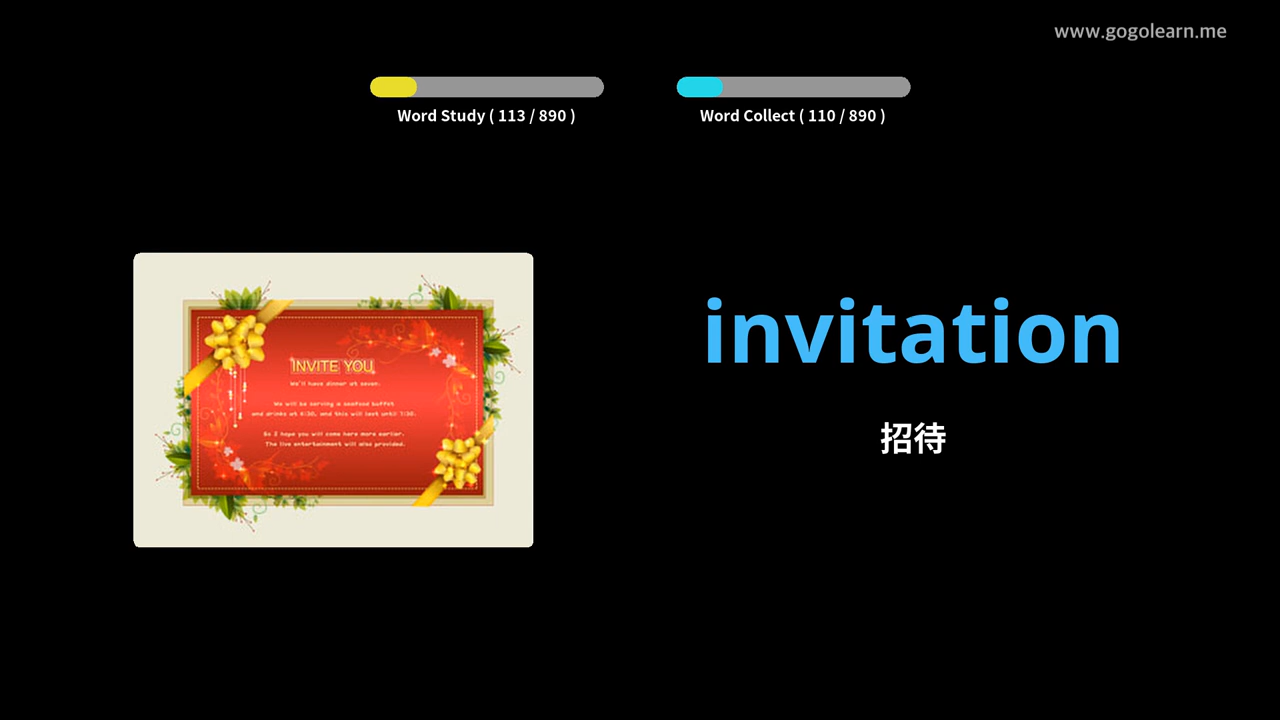 www.gogolearn.me
Word Study ( 113 / 890 )
Word Collect ( 110 / 890 )
INVITE YOU
We'll have dinner at seven.
We will be serving a seafood buffet
and drinks at 6:30, and this will last until 7:30.
So I hope you will come here more earlier.
The live entertainment will also provided.
invitation
招待